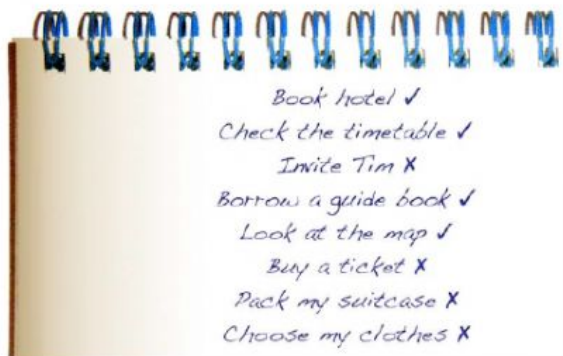 Book hotel ✓
Check the timetable ✓
Invite Tim ✗
Borrow a guide book ✓
Look at the map ✓
Buy a ticket ✗
Pack my suitcase ✗
Choose my clothes ✗